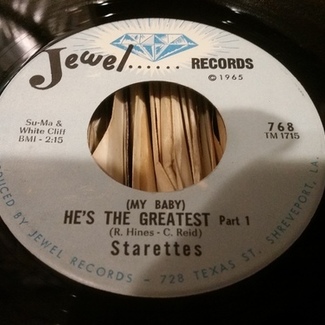 Jewel...... RECORDS
© 1965
Su-Ma &
White Cliff
BMI - 2:15
768
TM 1715
(MY BABY)
HE'S THE GREATEST Part 1
(R. Hines - C. Reid)
Starettes
BY JEWEL RECORDS - 728 TEXAS ST, SHREVEPORT, LA.